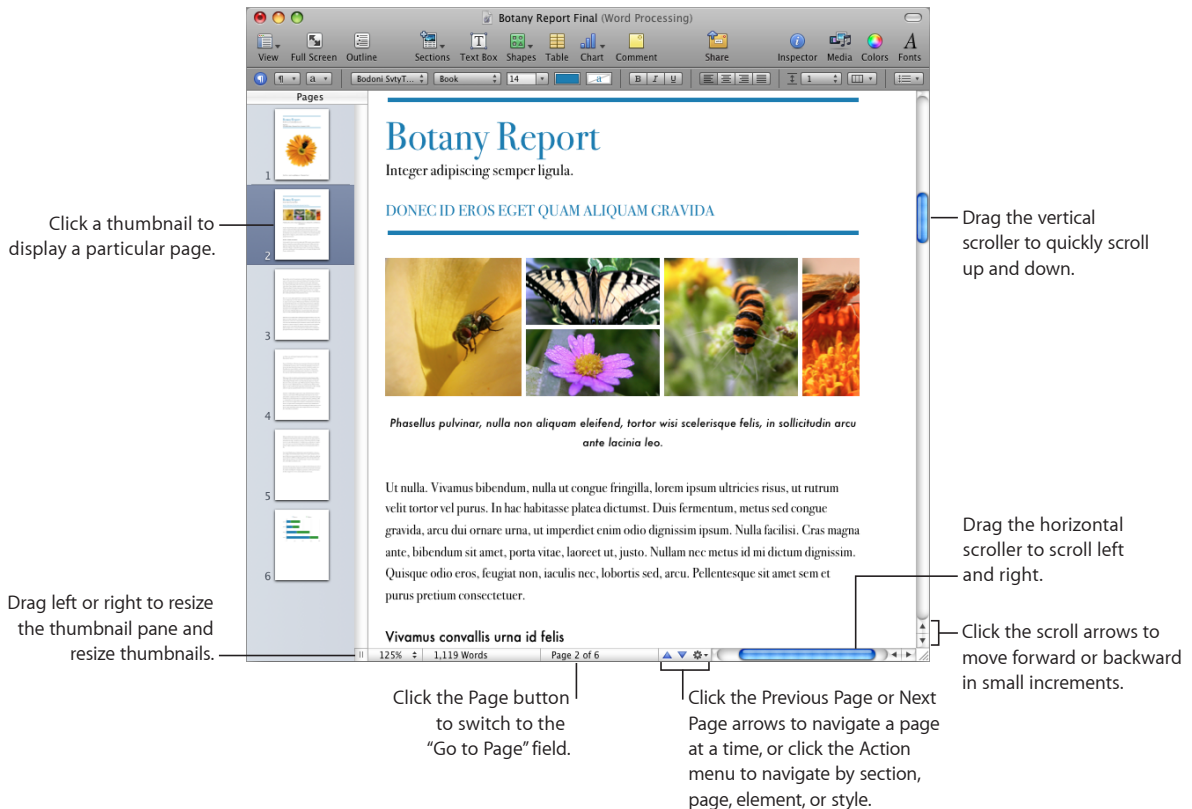 Botany Report Final (Word Processing)
View Full Screen Outline Sections Text Box Shapes Table Chart Comment Share Inspector Media Colors Fonts
¶ a Bodoni SvtyT... Book 14 a B I U 1
Pages
1
2
3
4
5
6
Botany Report
Integer adipiscing semper ligula.
DONEC ID EROS EGET QUAM ALIQUAM GRAVIDA
Phasellus pulvinar, nulla non aliquam eleifend, tortor wisi scelerisque felis, in sollicitudin arcu
ante lacinia leo.
Ut nulla. Vivamus bibendum, nulla ut congue fringilla, lorem ipsum ultricies risus, ut rutrum
velit tortor vel purus. In hac habitasse platea dictumst. Duis fermentum, metus sed congue
gravida, arcu dui ornare urna, ut imperdiet enim odio dignissim ipsum. Nulla facilisi. Cras magna
ante, bibendum sit amet, porta vitae, laoreet ut, justo. Nullam nec metus id mi dictum dignissim.
Quisque odio eros, feugiat non, iaculis nec, lobortis sed, arcu. Pellentesque sit amet sem et
purus pretium consectetuer.
Vivamus convallis urna id felis
125% 1,119 Words Page 2 of 6
Click a thumbnail to
display a particular page.
Drag left or right to resize
the thumbnail pane and
resize thumbnails.
Drag the vertical
scroller to quickly scroll
up and down.
Drag the horizontal
scroller to scroll left
and right.
Click the scroll arrows to
move forward or backward
in small increments.
Click the Page button
to switch to the
“Go to Page” field.
Click the Previous Page or Next
Page arrows to navigate a page
at a time, or click the Action
menu to navigate by section,
page, element, or style.